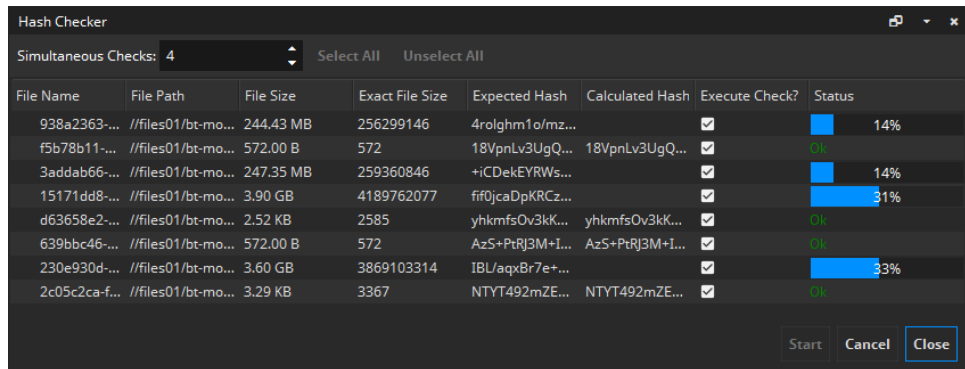 Hash Checker
Simultaneous Checks: 4 Select All Unselect All
File Name File Path File Size Exact File Size Expected Hash Calculated Hash Execute Check? Status
938a2363-... //files01/bt-mo... 244.43 MB 256299146 4rolghm1o/mz... 14%
f5b78b11-... //files01/bt-mo... 572.00 B 572 18VpnLv3UgQ... 18VpnLv3UgQ... Ok
3addab66-... //files01/bt-mo... 247.35 MB 259360846 +iCDekEYRWs... 14%
15171dd8-... //files01/bt-mo... 3.90 GB 4189762077 fif0jcaDpKRCz... 31%
d63658e2-... //files01/bt-mo... 2.52 KB 2585 yhkmfsOv3kK... yhkmfsOv3kK... Ok
639bbc46-... //files01/bt-mo... 572.00 B 572 AzS+PtRJ3M+I... AzS+PtRJ3M+I... Ok
230e930d-... //files01/bt-mo... 3.60 GB 3869103314 IBL/aqxBr7e+... 33%
2c05c2ca-f... //files01/bt-mo... 3.29 KB 3367 NTYT492mZE... NTYT492mZE... Ok
Start Cancel Close